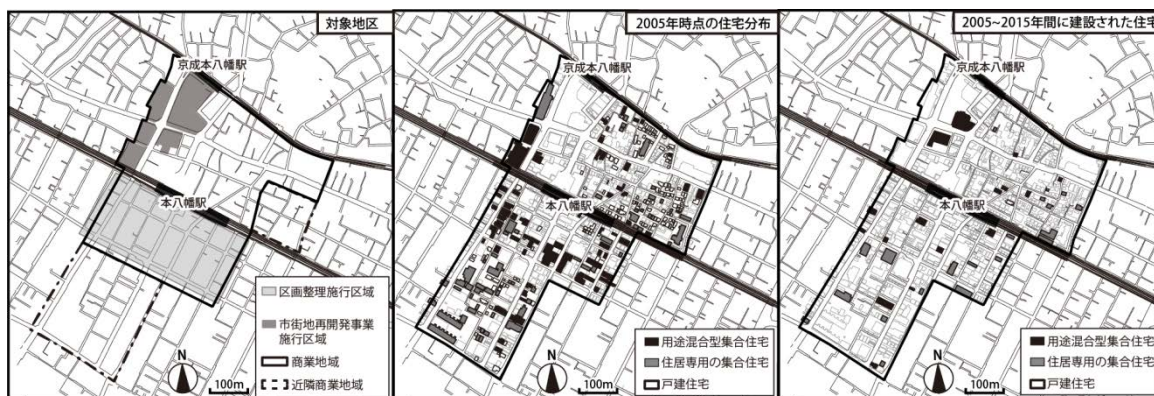 対象地区
京成本八幡駅
本八幡駅
区画整理施行区域
市街地再開発事業
施行区域
商業地域
近隣商業地域
N
100m
2005年時点の住宅分布
京成本八幡駅
本八幡駅
用途混合型集合住宅
住居専用の集合住宅
戸建住宅
N
100m
2005~2015年間に建設された住宅
京成本八幡駅
本八幡駅
用途混合型集合住宅
住居専用の集合住宅
戸建住宅
N
100m